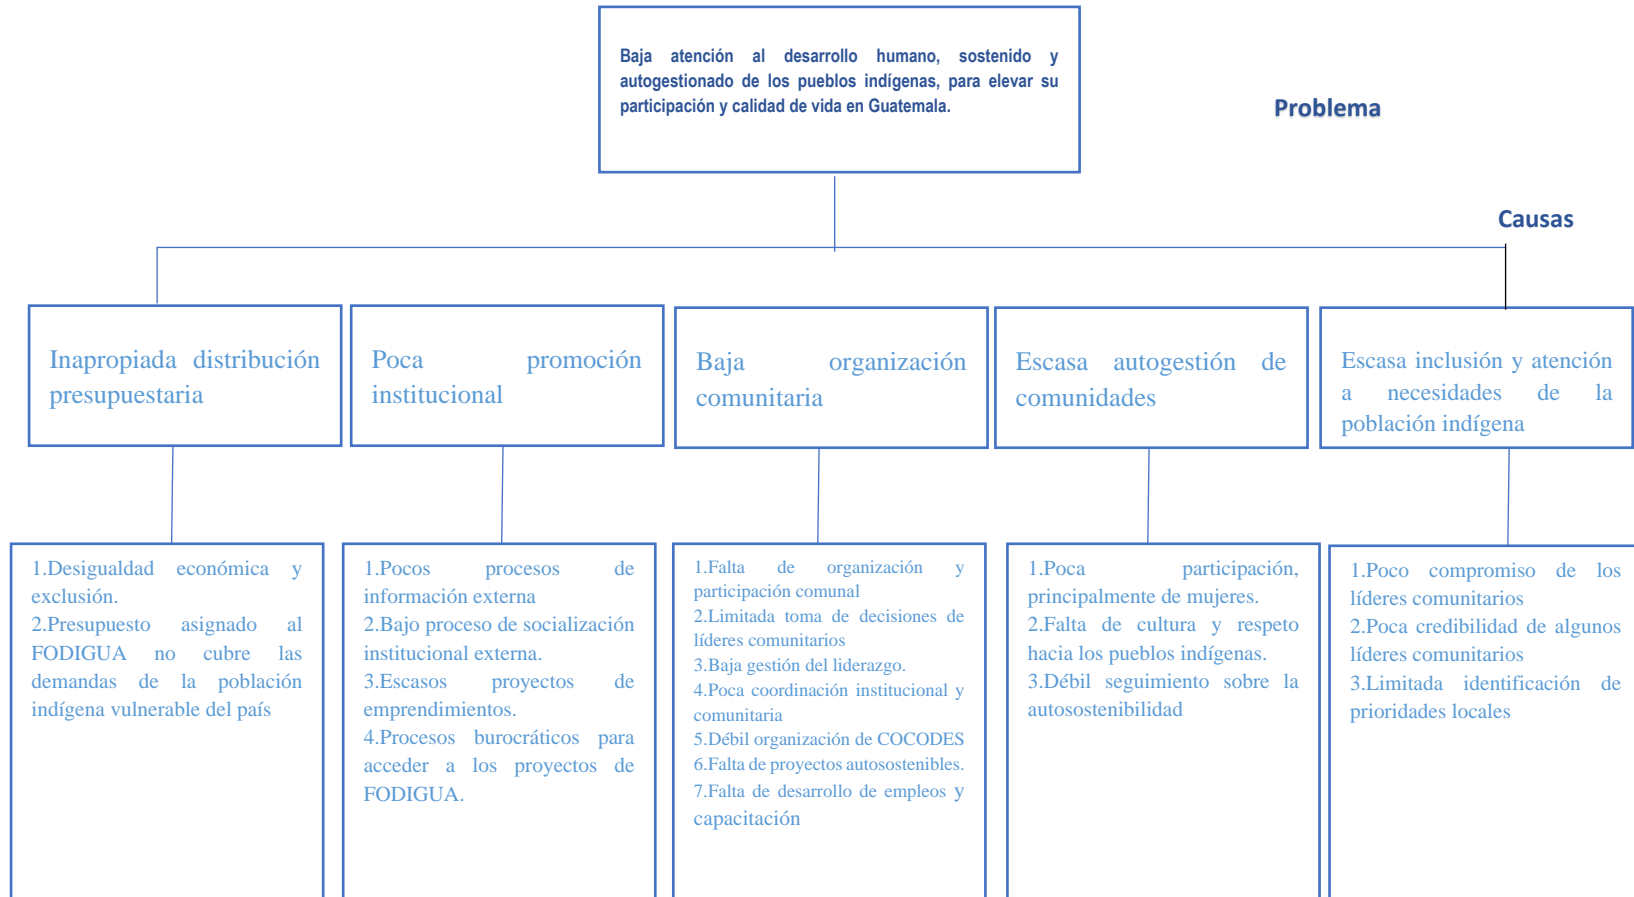 Baja atención al desarrollo humano, sostenido y
autogestionado de los pueblos indígenas, para elevar su
participación y calidad de vida en Guatemala.
Problema
Causas
Inapropiada distribución
presupuestaria
Poca promoción
institucional
Baja organización
comunitaria
Escasa autogestión de
comunidades
Escasa inclusión y atención
a necesidades de la
población indígena
1.Desigualdad económica y
exclusión.
2.Presupuesto asignado al
FODIGUA no cubre las
demandas de la población
indígena vulnerable del país
1.Pocos procesos de
información externa
2.Bajo proceso de socialización
institucional externa.
3.Escasos proyectos de
emprendimientos.
4.Procesos burocráticos para
acceder a los proyectos de
FODIGUA.
1.Falta de organización y
participación comunal
2.Limitada toma de decisiones de
líderes comunitarios
3.Baja gestión del liderazgo.
4.Poca coordinación institucional y
comunitaria
5.Débil organización de COCODES
6.Falta de proyectos autosostenibles.
7.Falta de desarrollo de empleos y
capacitación
1.Poca participación,
principalmente de mujeres.
2.Falta de cultura y respeto
hacia los pueblos indígenas.
3.Débil seguimiento sobre la
autosostenibilidad
1.Poco compromiso de los
líderes comunitarios
2.Poca credibilidad de algunos
líderes comunitarios
3.Limitada identificación de
prioridades locales